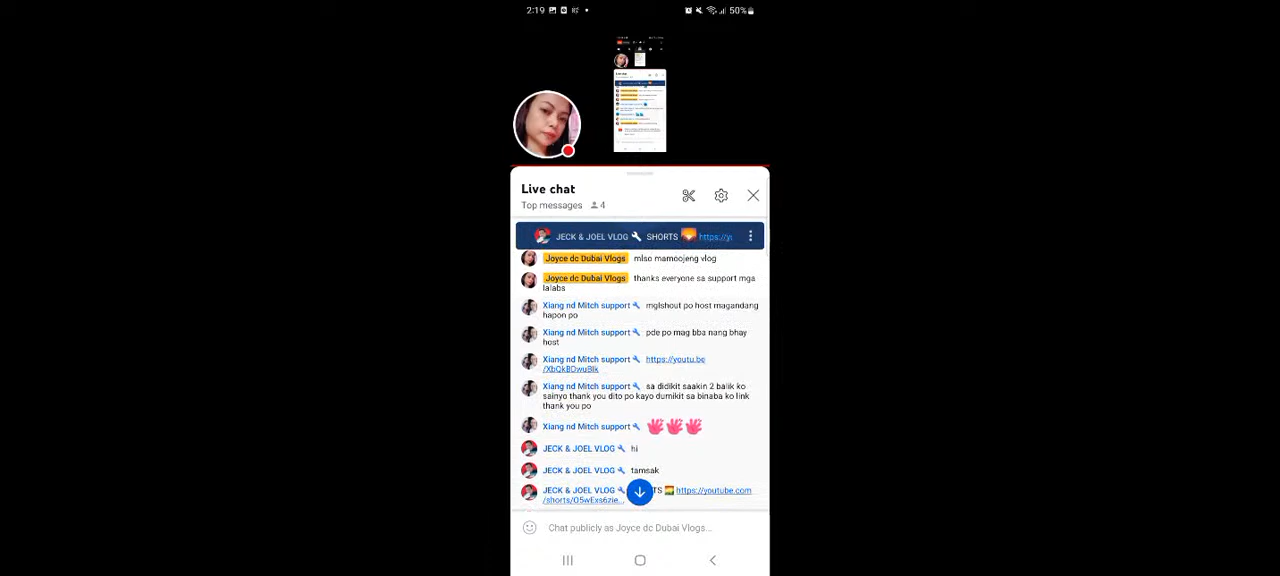 2:19
50%
Live chat
Top messages 4
JECK & JOEL VLOG SHORTS https://y
Joyce dc Dubai Vlogs mlso mamoojeng vlog
Joyce dc Dubai Vlogs thanks everyone sa support mga
lalabs
Xiang nd Mitch support mglshout po host magandang
hapon po
Xiang nd Mitch support pde po mag bba nang bhay
host
Xiang nd Mitch support https://youtu.be
/XbQkBDwuBlk
Xiang nd Mitch support sa didikit saakin 2 balik ko
sainyo thank you dito po kayo dumikit sa binaba ko link
thank you po
Xiang nd Mitch support
JECK & JOEL VLOG hi
JECK & JOEL VLOG tamsak
JECK & JOEL VLOG TS https://youtube.com
/shorts/O5wExs6zie...
Chat publicly as Joyce dc Dubai Vlogs...